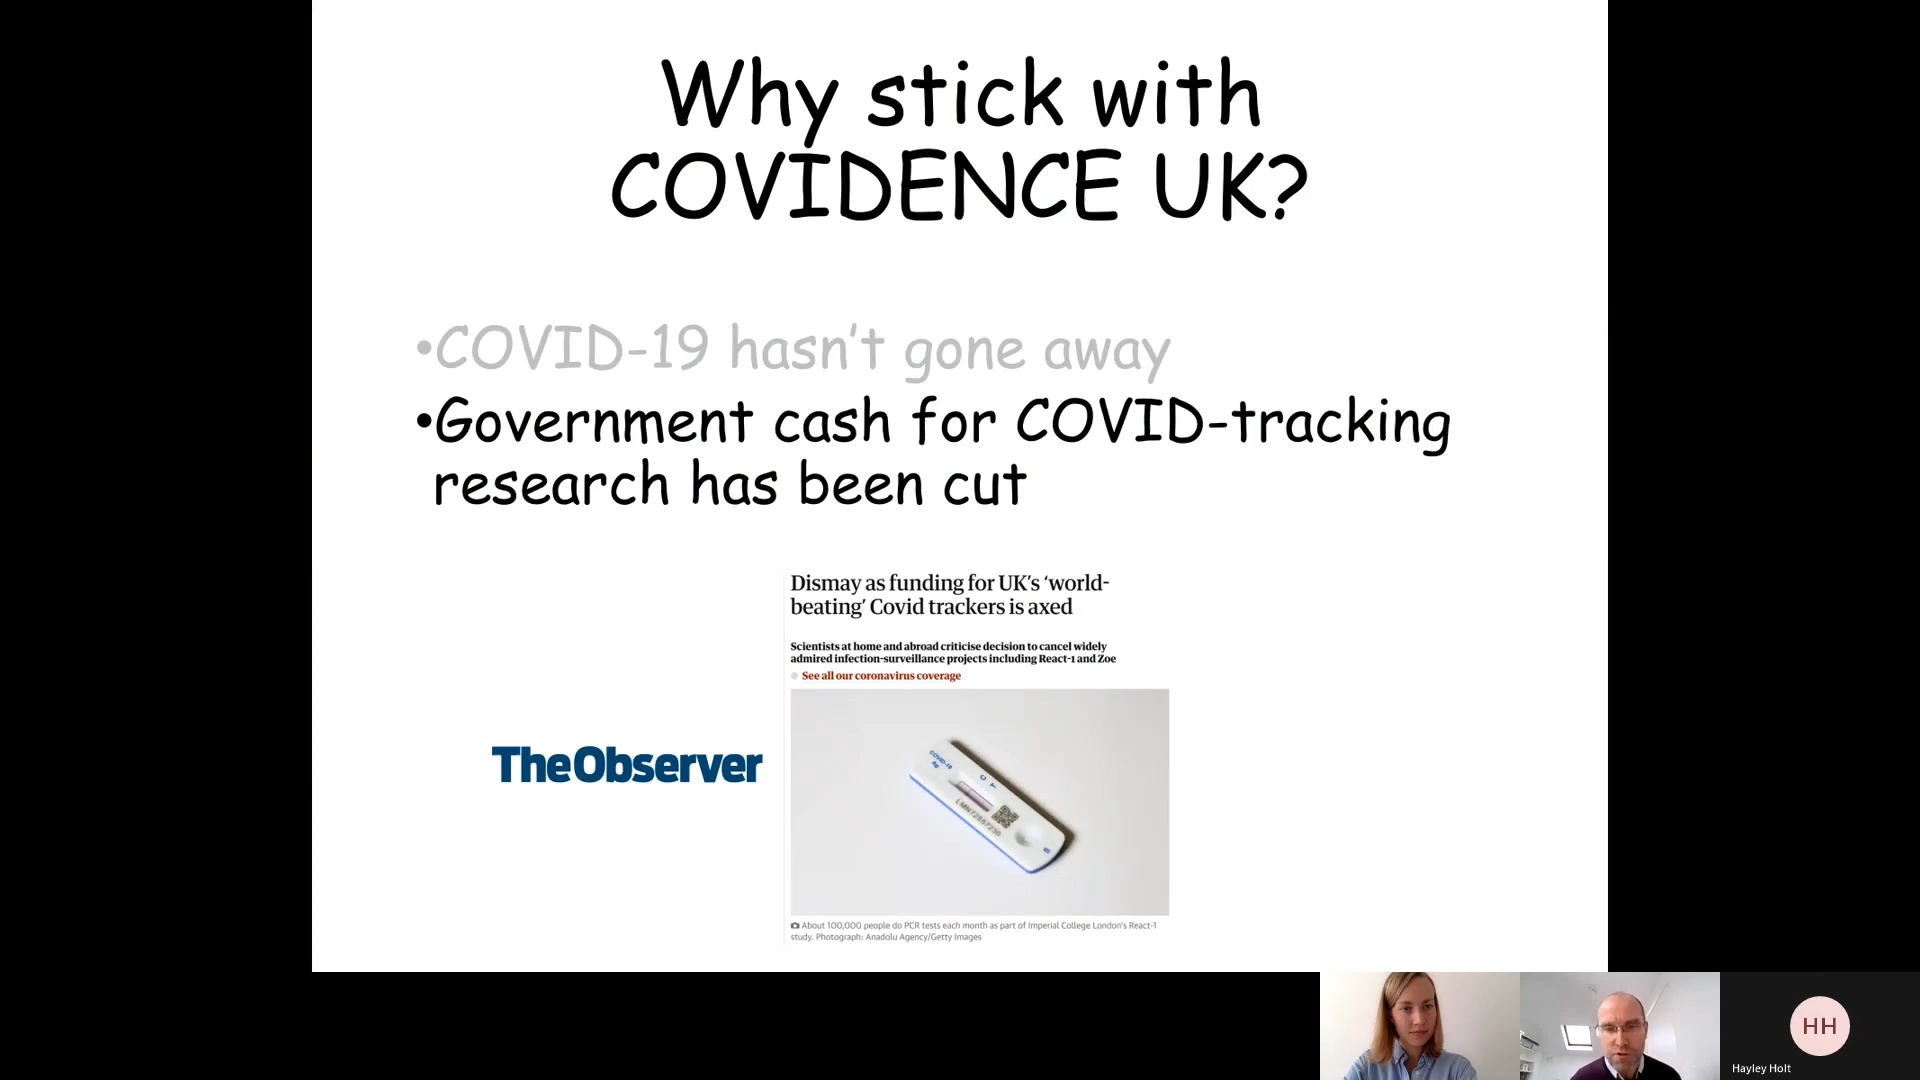 Why stick with
COVIDENCE UK?
•COVID-19 hasn't gone away
•Government cash for COVID-tracking
research has been cut
Dismay as funding for UK's ‘world-
beating’ Covid trackers is axed
Scientists at home and abroad criticise decision to cancel widely
admired infection-surveillance projects including React-1 and Zoe
See all our coronavirus coverage
TheObserver
COVID-19
Ag
C T
About 100,000 people do PCR tests each month as part of Imperial College London's React-1
study. Photograph: Anadolu Agency/Getty Images
HH
Hayley Holt